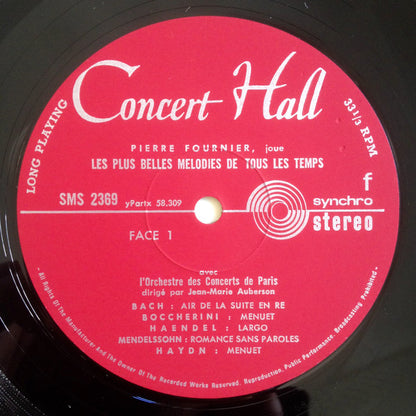 Concert Hall
LONG PLAYING
33 1/3 RPM
PIERRE FOURNIER, joue
LES PLUS BELLES MELODIES DE TOUS LES TEMPS
SMS 2369 yPartx 58.309
f
synchro
stereo
FACE 1
avec
l'Orchestre des Concerts de Paris
dirigé par Jean-Marie Auberson
BACH : AIR DE LA SUITE EN RE
BOCCHERINI : MENUET
HAENDEL : LARGO
MENDELSSOHN : ROMANCE SANS PAROLES
HAYDN : MENUET
- All Rights Of The Manufacturer And The Owner Of The Recorded Works Reserved. Reproduction, Public Performance, Broadcasting Prohibited. -